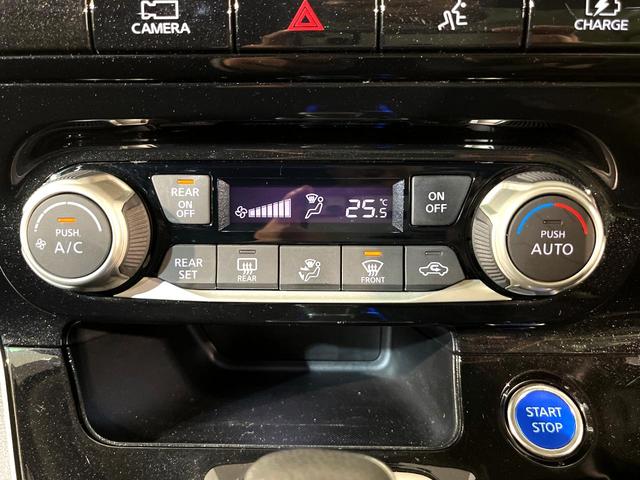 CAMERA
CHARGE
REAR
ON
OFF
25.5 °C
ON
OFF
PUSH
A/C
PUSH
AUTO
REAR
SET
REAR
FRONT
START
STOP